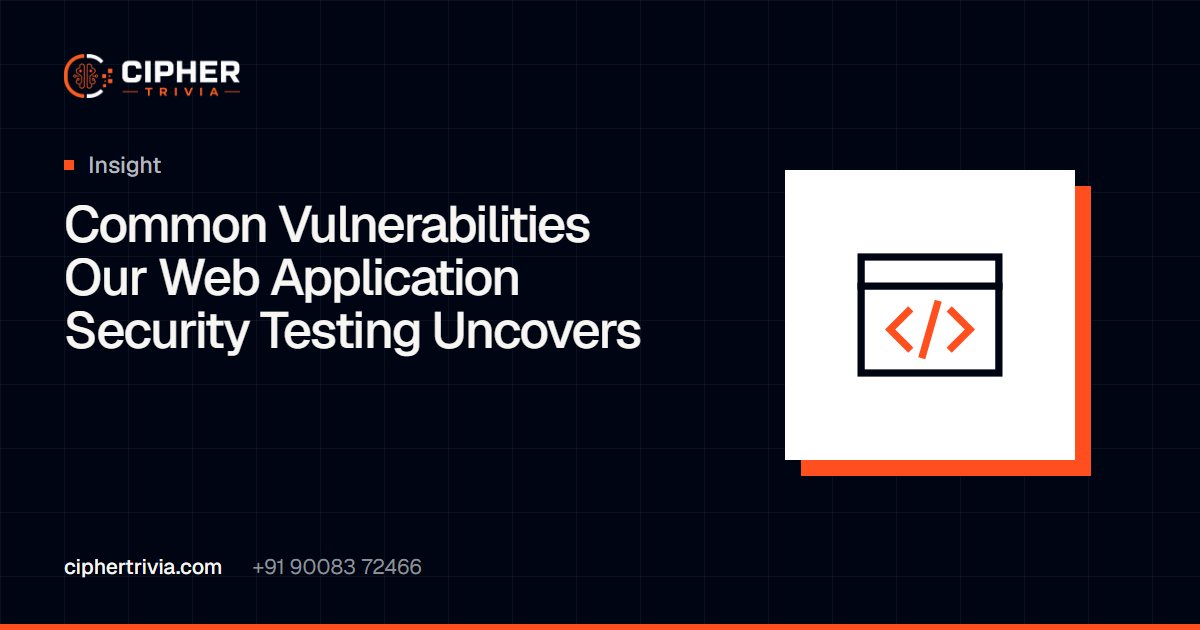 CIPHER
TRIVIA
Insight
Common Vulnerabilities
Our Web Application
Security Testing Uncovers
</>
ciphertrivia.com +91 90083 72466